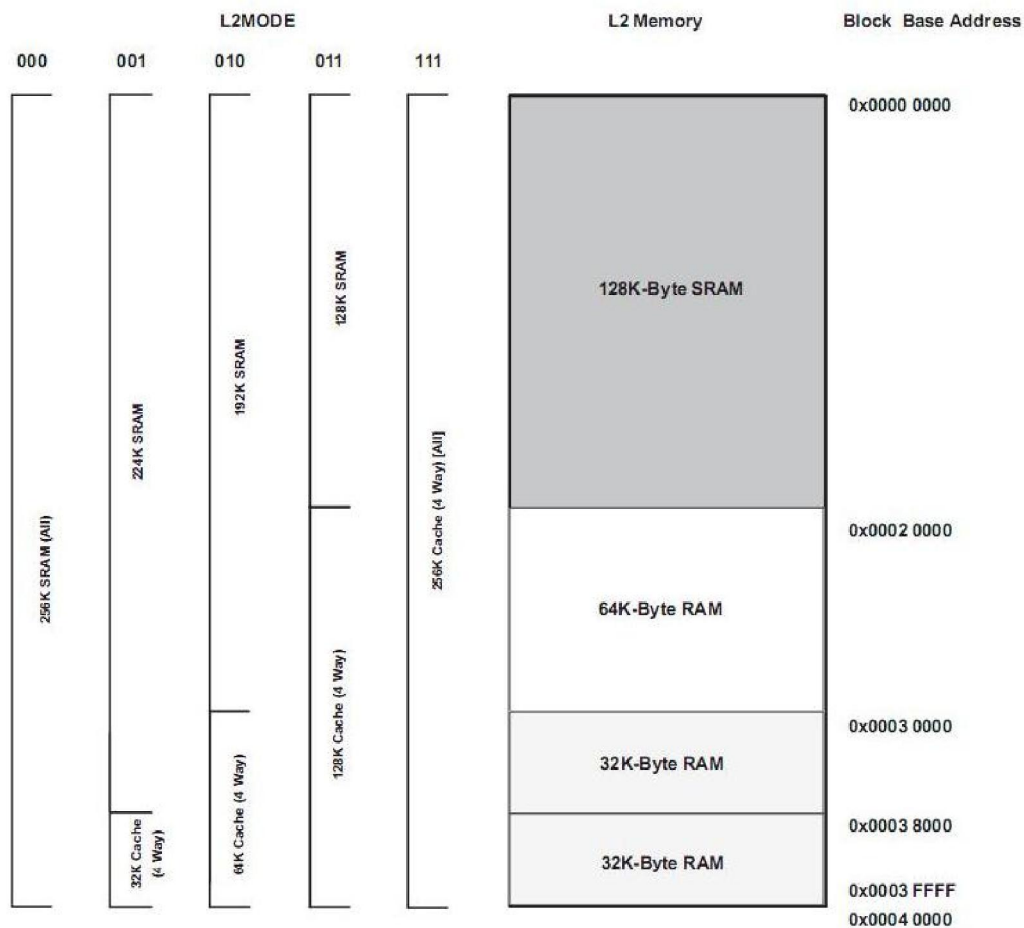 L2MODE L2 Memory Block Base Address
000 001 010 011 111
0x0000 0000
128K SRAM
128K-Byte SRAM
192K SRAM
224K SRAM
256K Cache (4 Way) [All]
256K SRAM (All)
0x0002 0000
64K-Byte RAM
128K Cache (4 Way)
0x0003 0000
32K-Byte RAM
64K Cache (4 Way)
32K Cache
(4 Way)
0x0003 8000
32K-Byte RAM
0x0003 FFFF
0x0004 0000